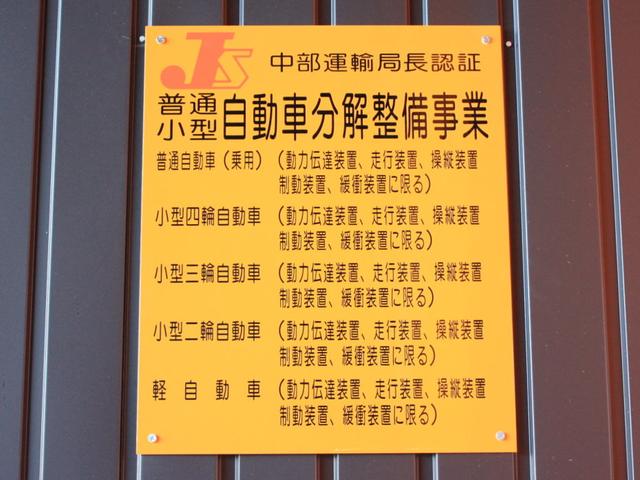 JS 中部運輸局長認証
普通
小型 自動車分解整備事業
普通自動車(乗用) (動力伝達装置、走行装置、操縦装置
制動装置、緩衝装置に限る)
小型四輪自動車 (動力伝達装置、走行装置、操縦装置
制動装置、緩衝装置に限る)
小型三輪自動車 (動力伝達装置、走行装置、操縦装置
制動装置、緩衝装置に限る)
小型二輪自動車 (動力伝達装置、走行装置、操縦装置
制動装置、緩衝装置に限る)
軽自動車 (動力伝達装置、走行装置、操縦装置
制動装置、緩衝装置に限る)